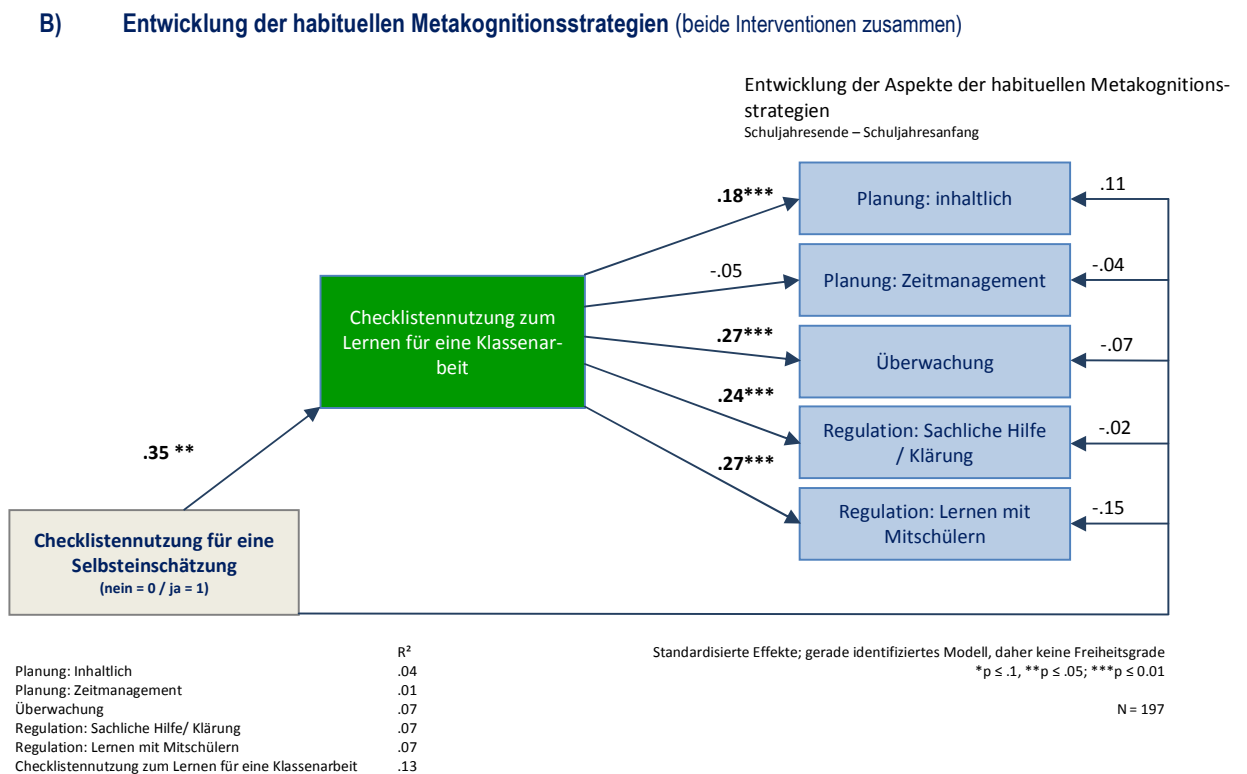 B) Entwicklung der habituellen Metakognitionsstrategien (beide Interventionen zusammen)
Entwicklung der Aspekte der habituellen Metakognitions-
strategien
Schuljahresende – Schuljahresanfang
.18***
Planung: inhaltlich
.11
-.05
Planung: Zeitmanagement
-.04
Checklistennutzung zum
Lernen für eine Klassenar-
beit
.27***
Überwachung
-.07
.24***
Regulation: Sachliche Hilfe
/ Klärung
-.02
.27***
Regulation: Lernen mit
Mitschülern
-.15
.35 **
Checklistennutzung für eine
Selbsteinschätzung
(nein = 0 / ja = 1)
R²
Planung: Inhaltlich .04
Planung: Zeitmanagement .01
Überwachung .07
Regulation: Sachliche Hilfe/ Klärung .07
Regulation: Lernen mit Mitschülern .07
Checklistennutzung zum Lernen für eine Klassenarbeit .13
Standardisierte Effekte; gerade identifiziertes Modell, daher keine Freiheitsgrade
*p ≤ .1, **p ≤ .05; ***p ≤ 0.01
N = 197